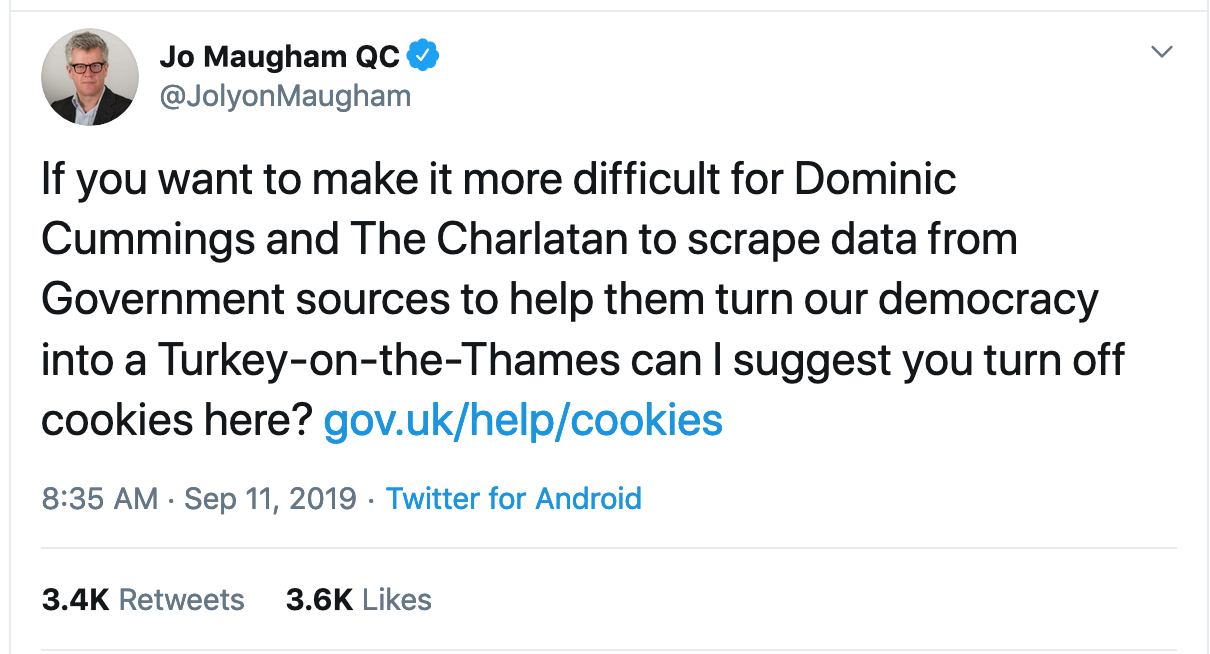 Jo Maugham QC
@JolyonMaugham
If you want to make it more difficult for Dominic
Cummings and The Charlatan to scrape data from
Government sources to help them turn our democracy
into a Turkey-on-the-Thames can I suggest you turn off
cookies here? gov.uk/help/cookies
8:35 AM · Sep 11, 2019 · Twitter for Android
3.4K Retweets 3.6K Likes